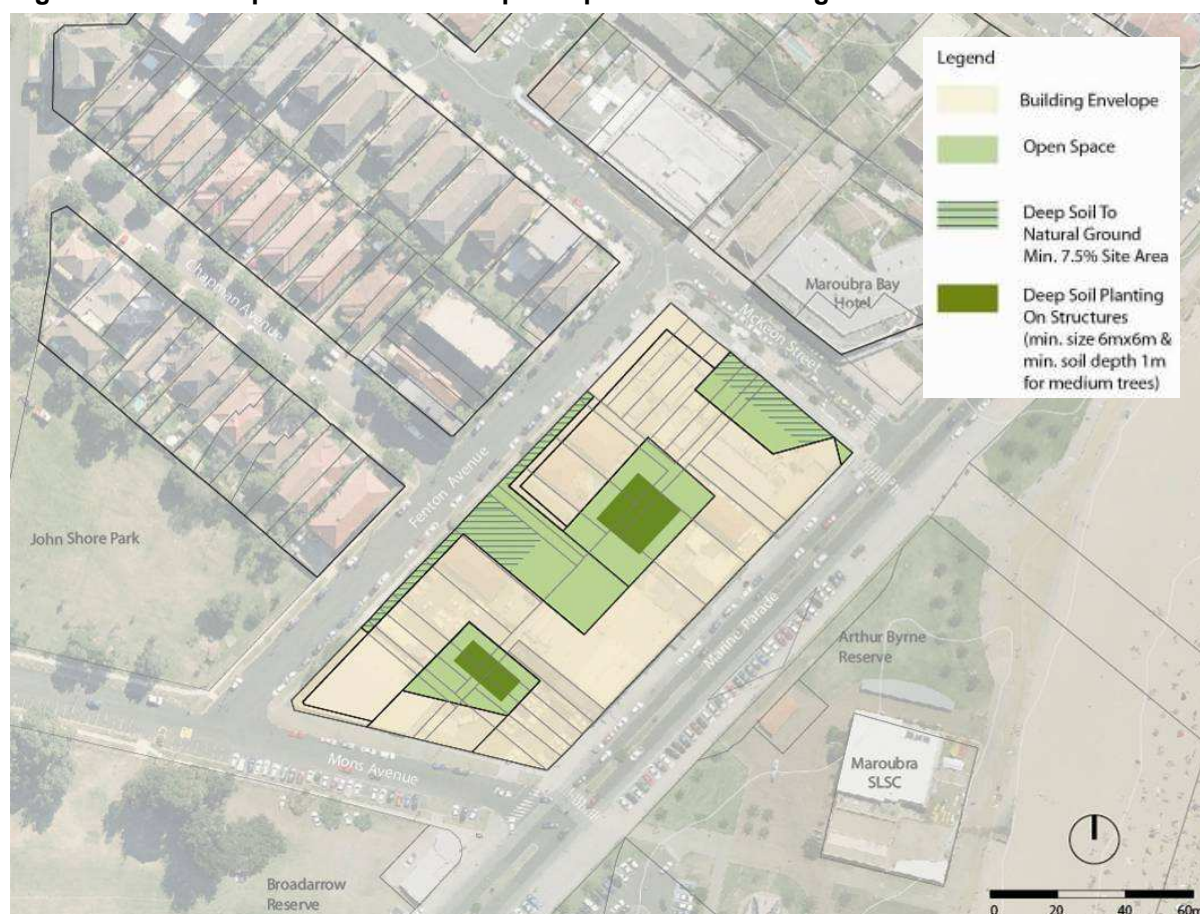 Legend
Building Envelope
Open Space
Deep Soil To
Natural Ground
Min. 7.5% Site Area
Deep Soil Planting
On Structures
(min. size 6mx6m &
min. soil depth 1m
for medium trees)
Chapman Avenue
McKeon Street
Maroubra Bay
Hotel
Fenton Avenue
John Shore Park
Marine Parade
Arthur Byrne
Reserve
Mons Avenue
Maroubra
SLSC
Broadarrow
Reserve
0 20 40 60m